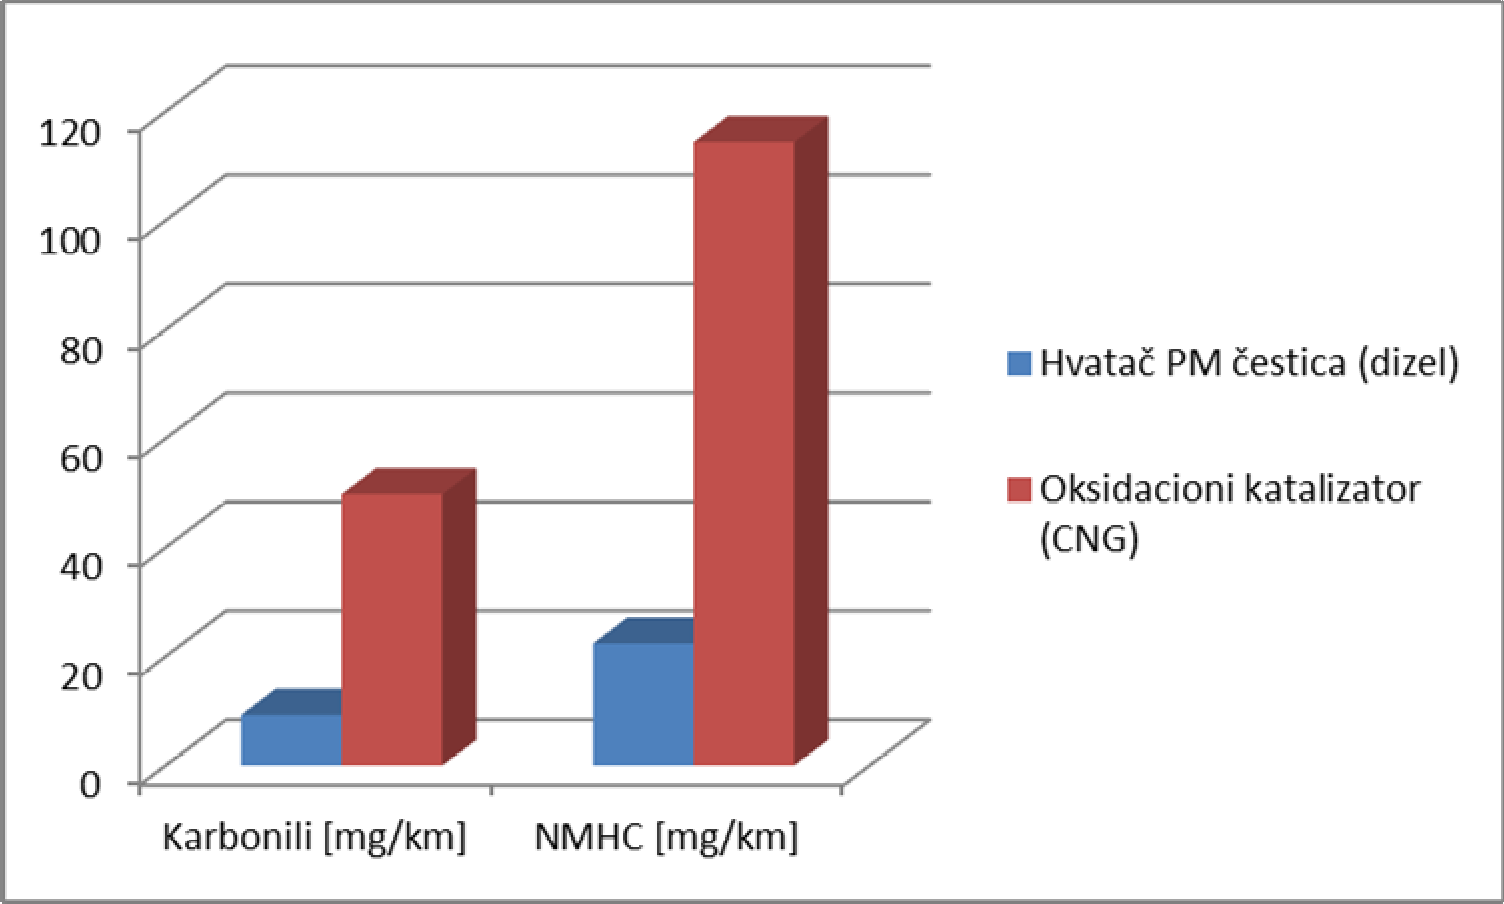 120
100
80
60
40
20
0
Karbonili [mg/km]
NMHC [mg/km]
Hvatač PM čestica (dizel)
Oksidacioni katalizator
(CNG)